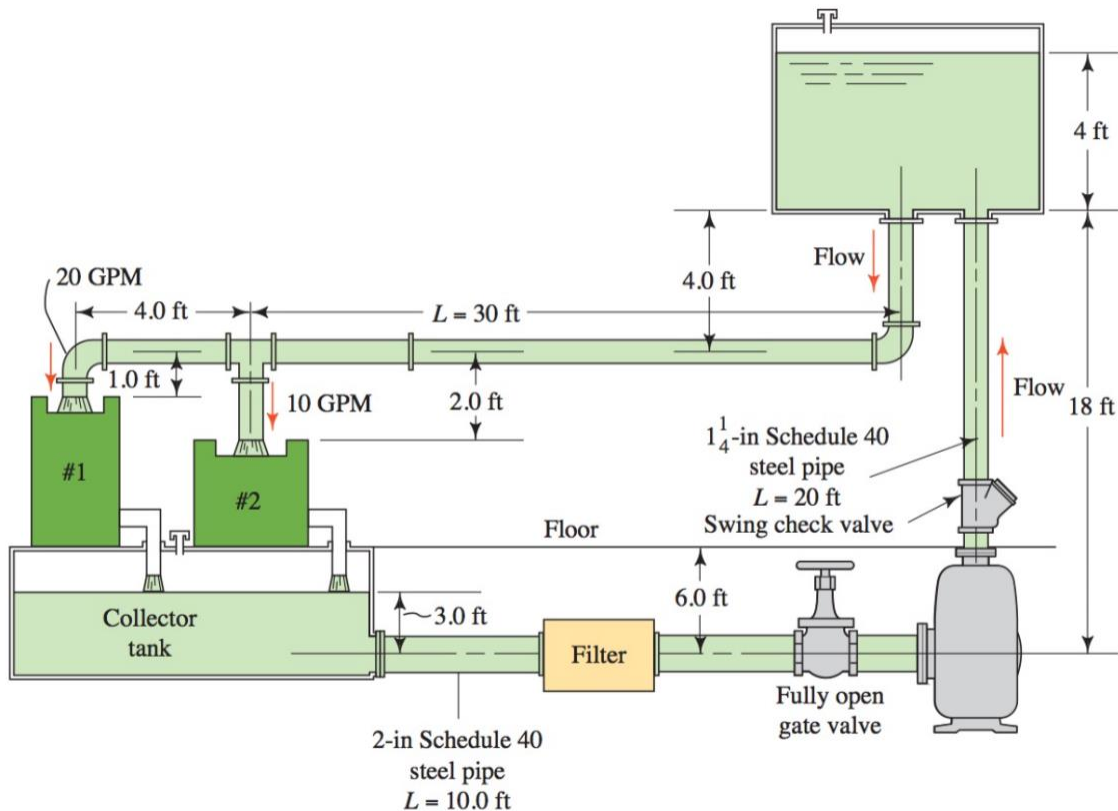 4 ft
Flow
4.0 ft
20 GPM
4.0 ft
L = 30 ft
1.0 ft
10 GPM
2.0 ft
Flow
18 ft
1 1/4-in Schedule 40
steel pipe
L = 20 ft
Swing check valve
#1
#2
Floor
Collector
tank
3.0 ft
6.0 ft
Filter
Fully open
gate valve
2-in Schedule 40
steel pipe
L = 10.0 ft